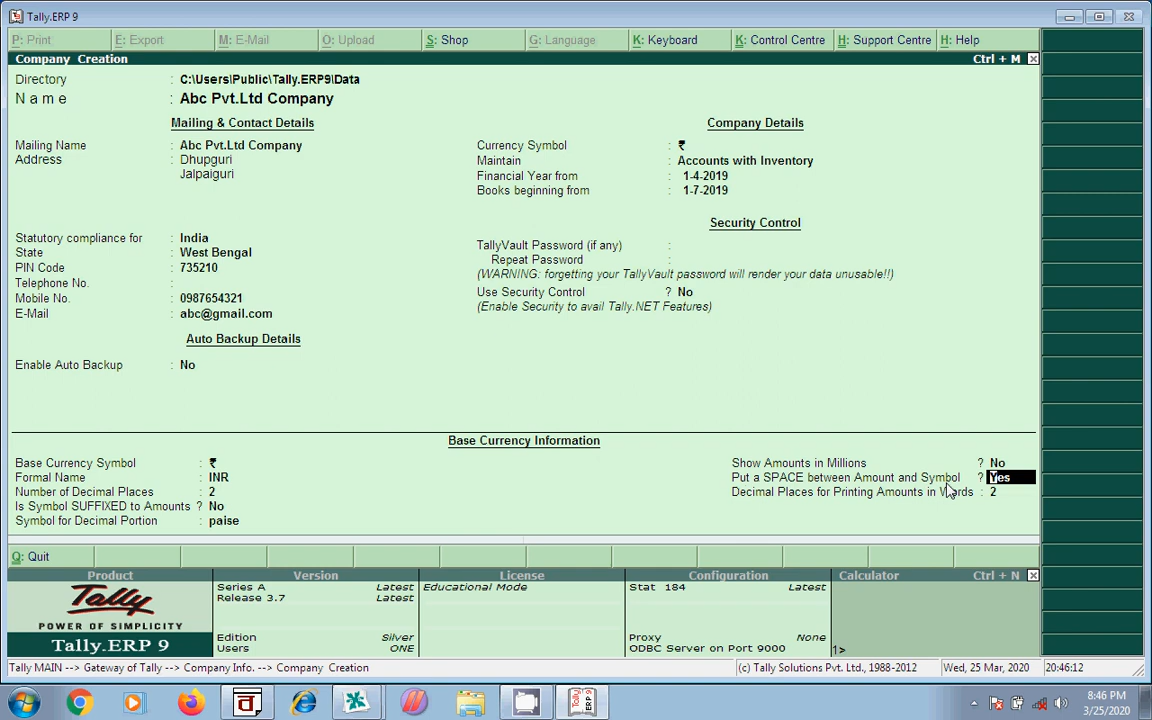 Tally.ERP 9
P: Print E: Export M: E-Mail O: Upload S: Shop G: Language K: Keyboard K: Control Centre H: Support Centre H: Help
Company Creation Ctrl + M
Directory : C:\Users\Public\Tally.ERP9\Data
Name : Abc Pvt.Ltd Company
Mailing & Contact Details Company Details
Mailing Name : Abc Pvt.Ltd Company Currency Symbol : ₹
Address : Dhupguri Maintain : Accounts with Inventory
Jalpaiguri Financial Year from : 1-4-2019
Books beginning from : 1-7-2019
Security Control
Statutory compliance for : India TallyVault Password (if any) :
State : West Bengal Repeat Password :
PIN Code : 735210 (WARNING: forgetting your TallyVault password will render your data unusable!!)
Telephone No. :
Mobile No. : 0987654321 Use Security Control ? No
E-Mail : abc@gmail.com (Enable Security to avail Tally.NET Features)
Auto Backup Details
Enable Auto Backup : No
Base Currency Information
Base Currency Symbol : ₹ Show Amounts in Millions ? No
Formal Name : INR Put a SPACE between Amount and Symbol ? Yes
Number of Decimal Places : 2 Decimal Places for Printing Amounts in Words : 2
Is Symbol SUFFIXED to Amounts ? No
Symbol for Decimal Portion : paise
Q: Quit
Product Version License Configuration Calculator Ctrl + N
Tally Series A Latest Educational Mode Stat 184 Latest
Release 3.7 Latest
POWER OF SIMPLICITY
Edition Silver Proxy None
Tally.ERP 9 Users ONE ODBC Server on Port 9000 1>
Tally MAIN --> Gateway of Tally --> Company Info. --> Company Creation (c) Tally Solutions Pvt. Ltd., 1988-2012 Wed, 25 Mar, 2020 20:46:12
8:46 PM
3/25/2020